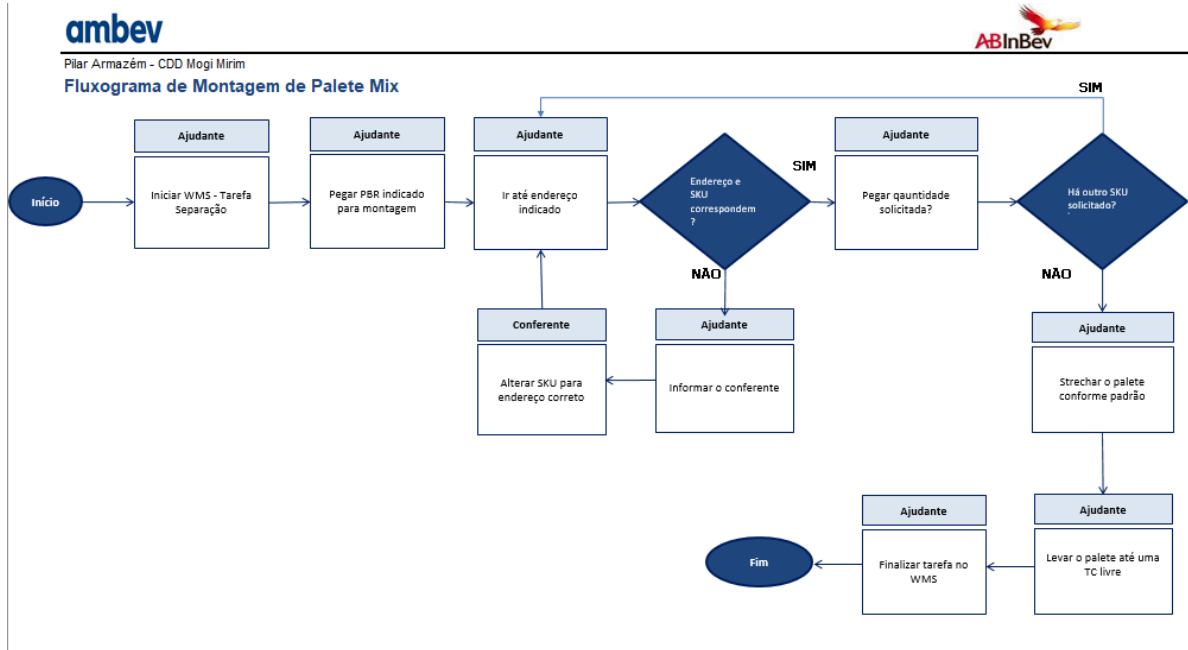 ambev
ABInBev
Pilar Armazém - CDD Mogi Mirim
Fluxograma de Montagem de Palete Mix
SIM
Ajudante
Ajudante
Ajudante
Ajudante
Início
Iniciar WMS - Tarefa
Separação
Pegar PBR indicado
para montagem
Ir até endereço
indicado
Endereço e
SKU
correspondem
?
SIM
Pegar qauntidade
solicitada?
Há outro SKU
solicitado?
NÃO
NÃO
Conferente
Ajudante
Ajudante
Alterar SKU para
endereço correto
Informar o conferente
Strechar o palete
conforme padrão
Ajudante
Ajudante
Fim
Finalizar tarefa no
WMS
Levar o palete até uma
TC livre